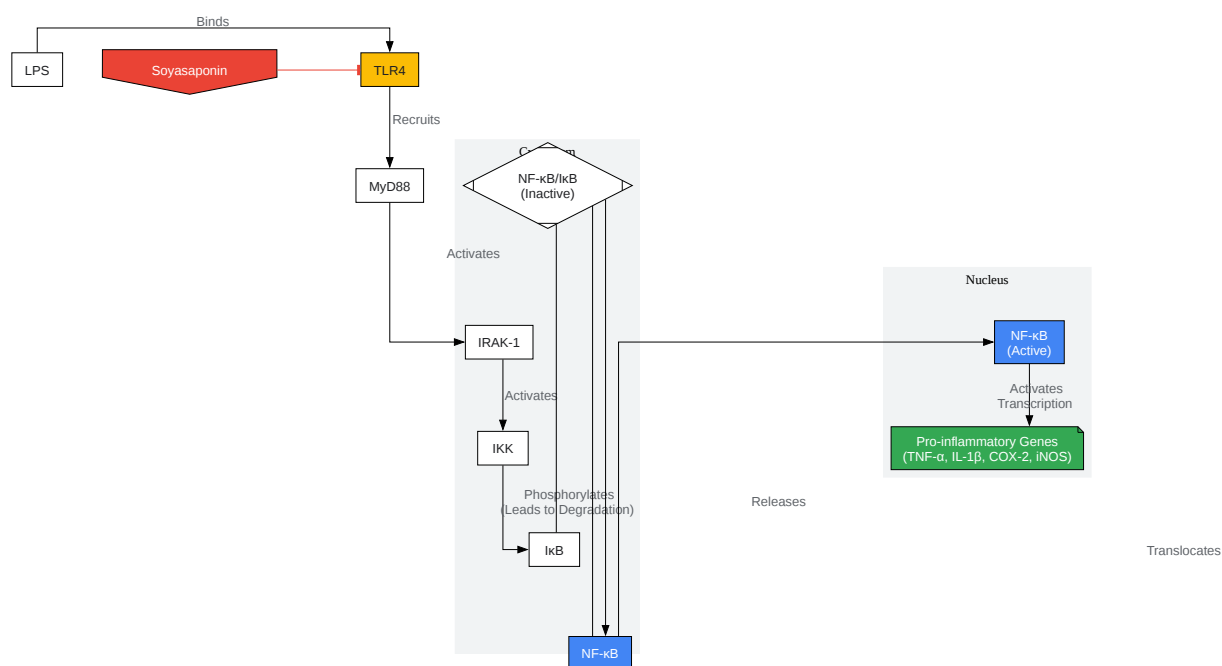 Binds
LPS
Soyasaponin
TLR4
Recruits
MyD88
NF-κB/IκB
(Inactive)
Activates
Nucleus
IRAK-1
NF-κB
(Active)
Activates
Activates
Transcription
IKK
Pro-inflammatory Genes
(TNF-α, IL-1β, COX-2, iNOS)
Phosphorylates
(Leads to Degradation)
Releases
IκB
Translocates
NF-κB